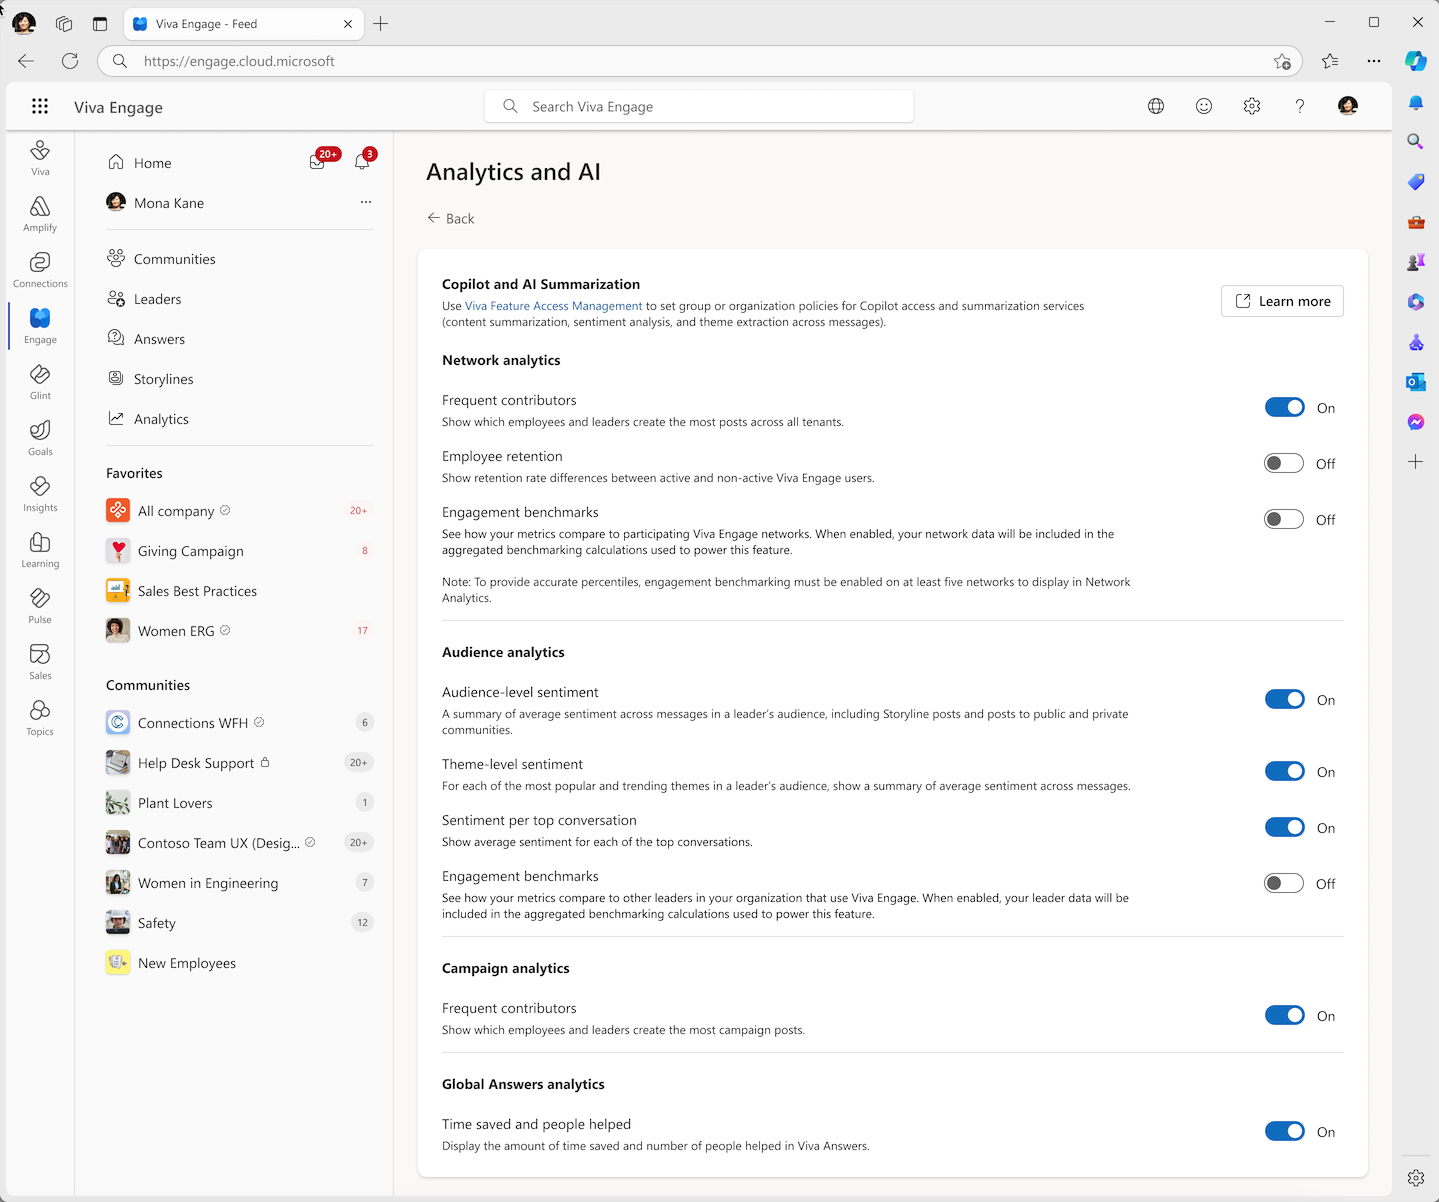 Viva Engage - Feed
https://engage.cloud.microsoft
Viva Engage
Search Viva Engage
Viva
Amplify
Connections
Engage
Glint
Goals
Insights
Learning
Pulse
Sales
Topics
Home
20+
3
Mona Kane
Communities
Leaders
Answers
Storylines
Analytics
Favorites
All company 20+
Giving Campaign 8
Sales Best Practices
Women ERG 17
Communities
Connections WFH 6
Help Desk Support 20+
Plant Lovers 1
Contoso Team UX (Desig... 20+
Women in Engineering 7
Safety 12
New Employees
Analytics and AI
Back
Copilot and AI Summarization
Use Viva Feature Access Management to set group or organization policies for Copilot access and summarization services
(content summarization, sentiment analysis, and theme extraction across messages).
Learn more
Network analytics
Frequent contributors
Show which employees and leaders create the most posts across all tenants.
On
Employee retention
Show retention rate differences between active and non-active Viva Engage users.
Off
Engagement benchmarks
See how your metrics compare to participating Viva Engage networks. When enabled, your network data will be included in the
aggregated benchmarking calculations used to power this feature.
Off
Note: To provide accurate percentiles, engagement benchmarking must be enabled on at least five networks to display in Network
Analytics.
Audience analytics
Audience-level sentiment
A summary of average sentiment across messages in a leader's audience, including Storyline posts and posts to public and private
communities.
On
Theme-level sentiment
For each of the most popular and trending themes in a leader's audience, show a summary of average sentiment across messages.
On
Sentiment per top conversation
Show average sentiment for each of the top conversations.
On
Engagement benchmarks
See how your metrics compare to other leaders in your organization that use Viva Engage. When enabled, your leader data will be
included in the aggregated benchmarking calculations used to power this feature.
Off
Campaign analytics
Frequent contributors
Show which employees and leaders create the most campaign posts.
On
Global Answers analytics
Time saved and people helped
Display the amount of time saved and number of people helped in Viva Answers.
On